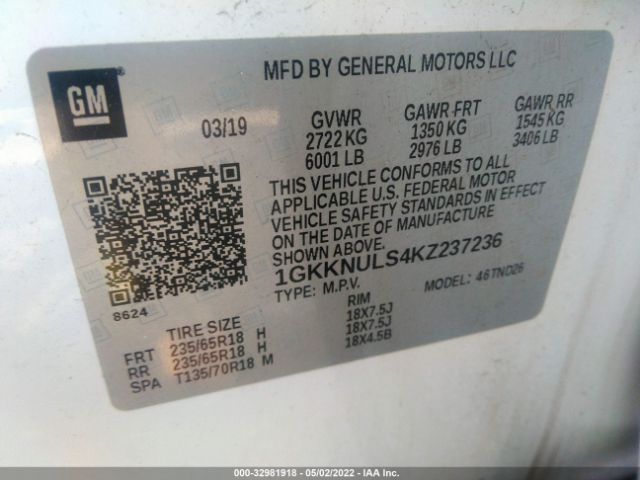 GM
MFD BY GENERAL MOTORS LLC
03/19
GVWR
2722 KG
6001 LB
GAWR FRT
1350 KG
2976 LB
GAWR RR
1545 KG
3406 LB
THIS VEHICLE CONFORMS TO ALL
APPLICABLE U.S. FEDERAL MOTOR
VEHICLE SAFETY STANDARDS IN EFFECT
ON THE DATE OF MANUFACTURE
SHOWN ABOVE.
1GKKNULS4KZ237236
TYPE: M.P.V.
MODEL: 46TND26
8624
TIRE SIZE
RIM
FRT 235/65R18 H 18X7.5J
RR 235/65R18 H 18X7.5J
SPA T135/70R18 M 18X4.5B
000-32981918 - 05/02/2022 - IAA Inc.